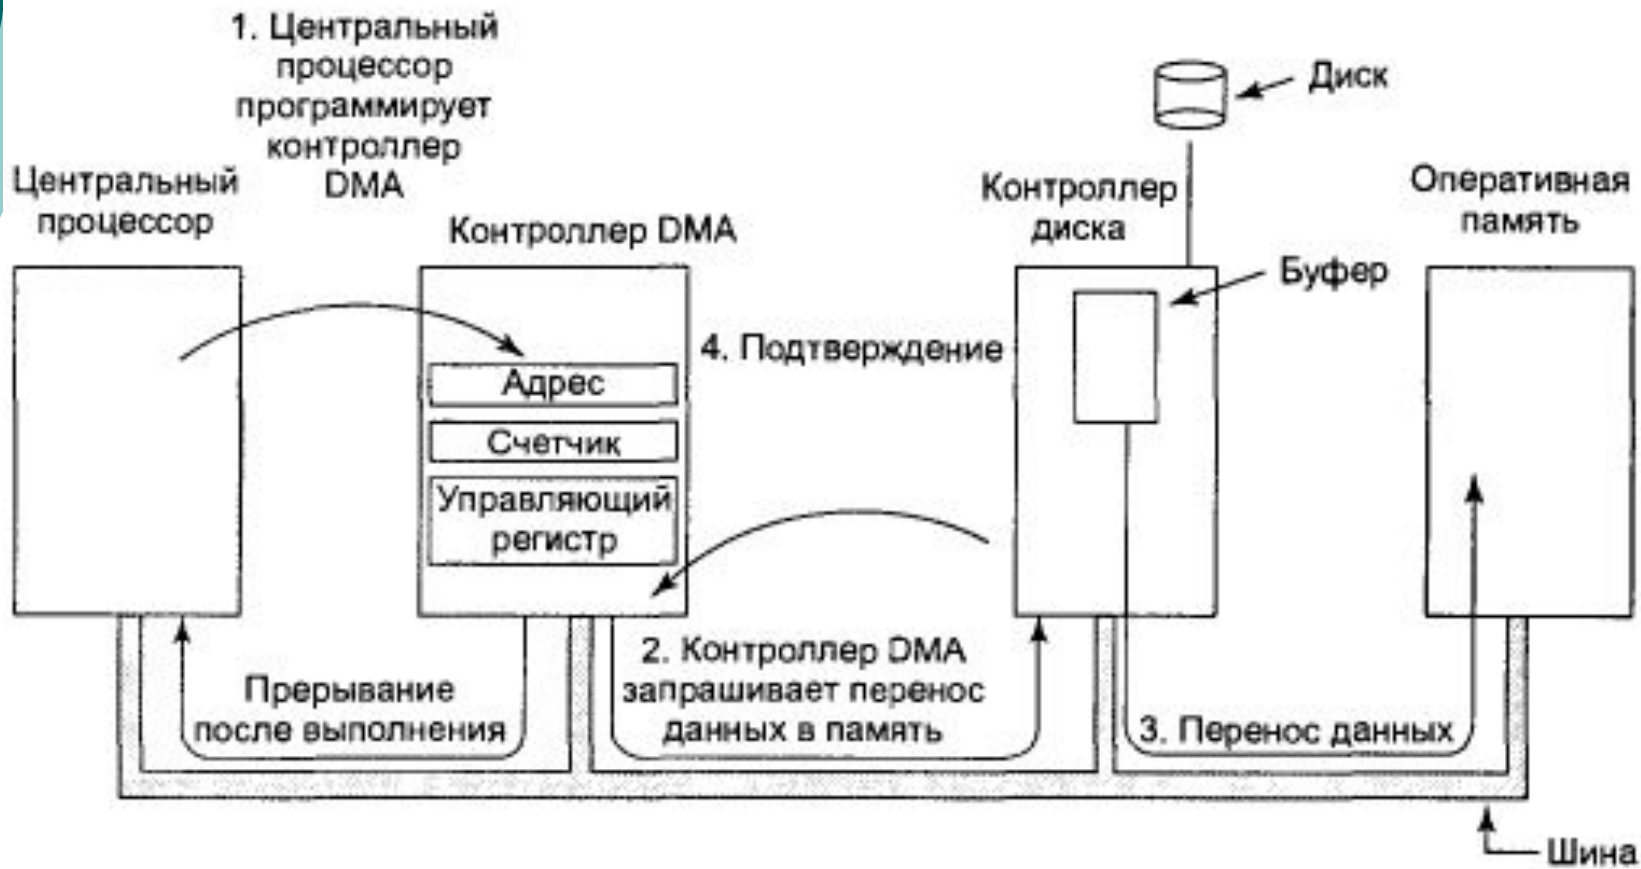 1. Центральный
процессор
программирует
контроллер
DMA
Центральный
процессор
Контроллер DMA
Диск
Контроллер
диска
Оперативная
память
Буфер
4. Подтверждение
Адрес
Счетчик
Управляющий
регистр
Прерывание
после выполнения
2. Контроллер DMA
запрашивает перенос
данных в память
3. Перенос данных
Шина